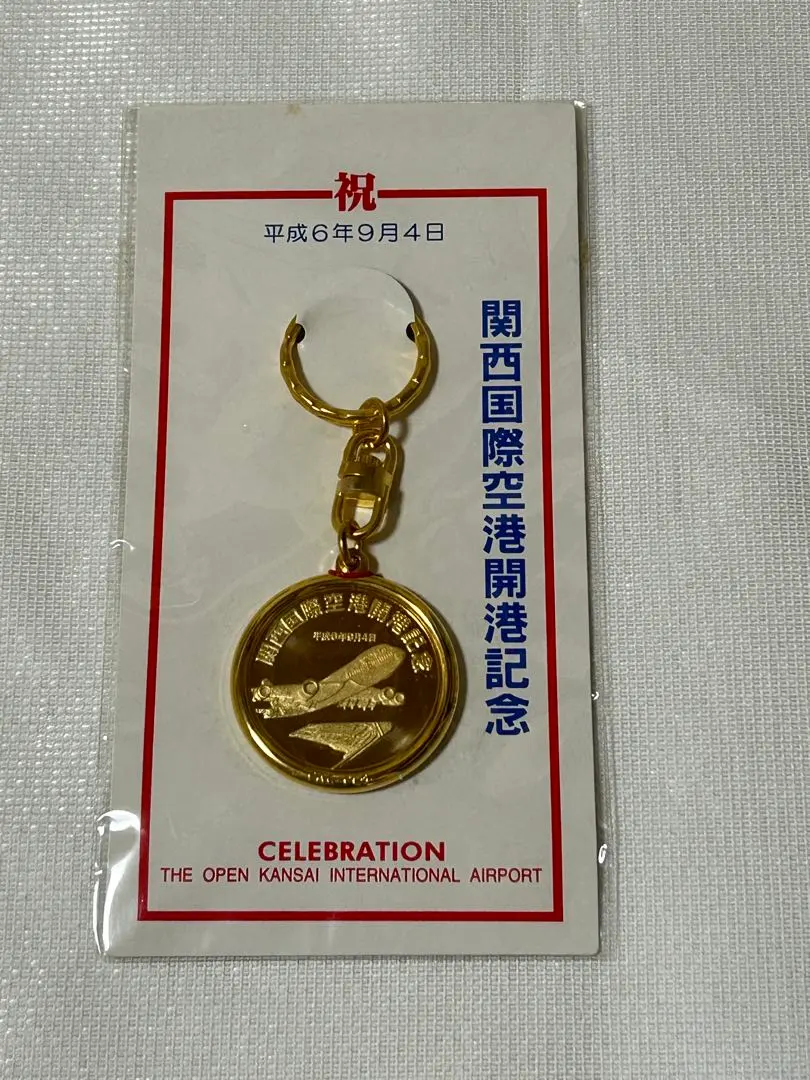 祝
平成6年9月4日
関西国際空港開港記念
関西国際空港開港記念
平成6年9月4日
CELEBRATION
THE OPEN KANSAI INTERNATIONAL AIRPORT